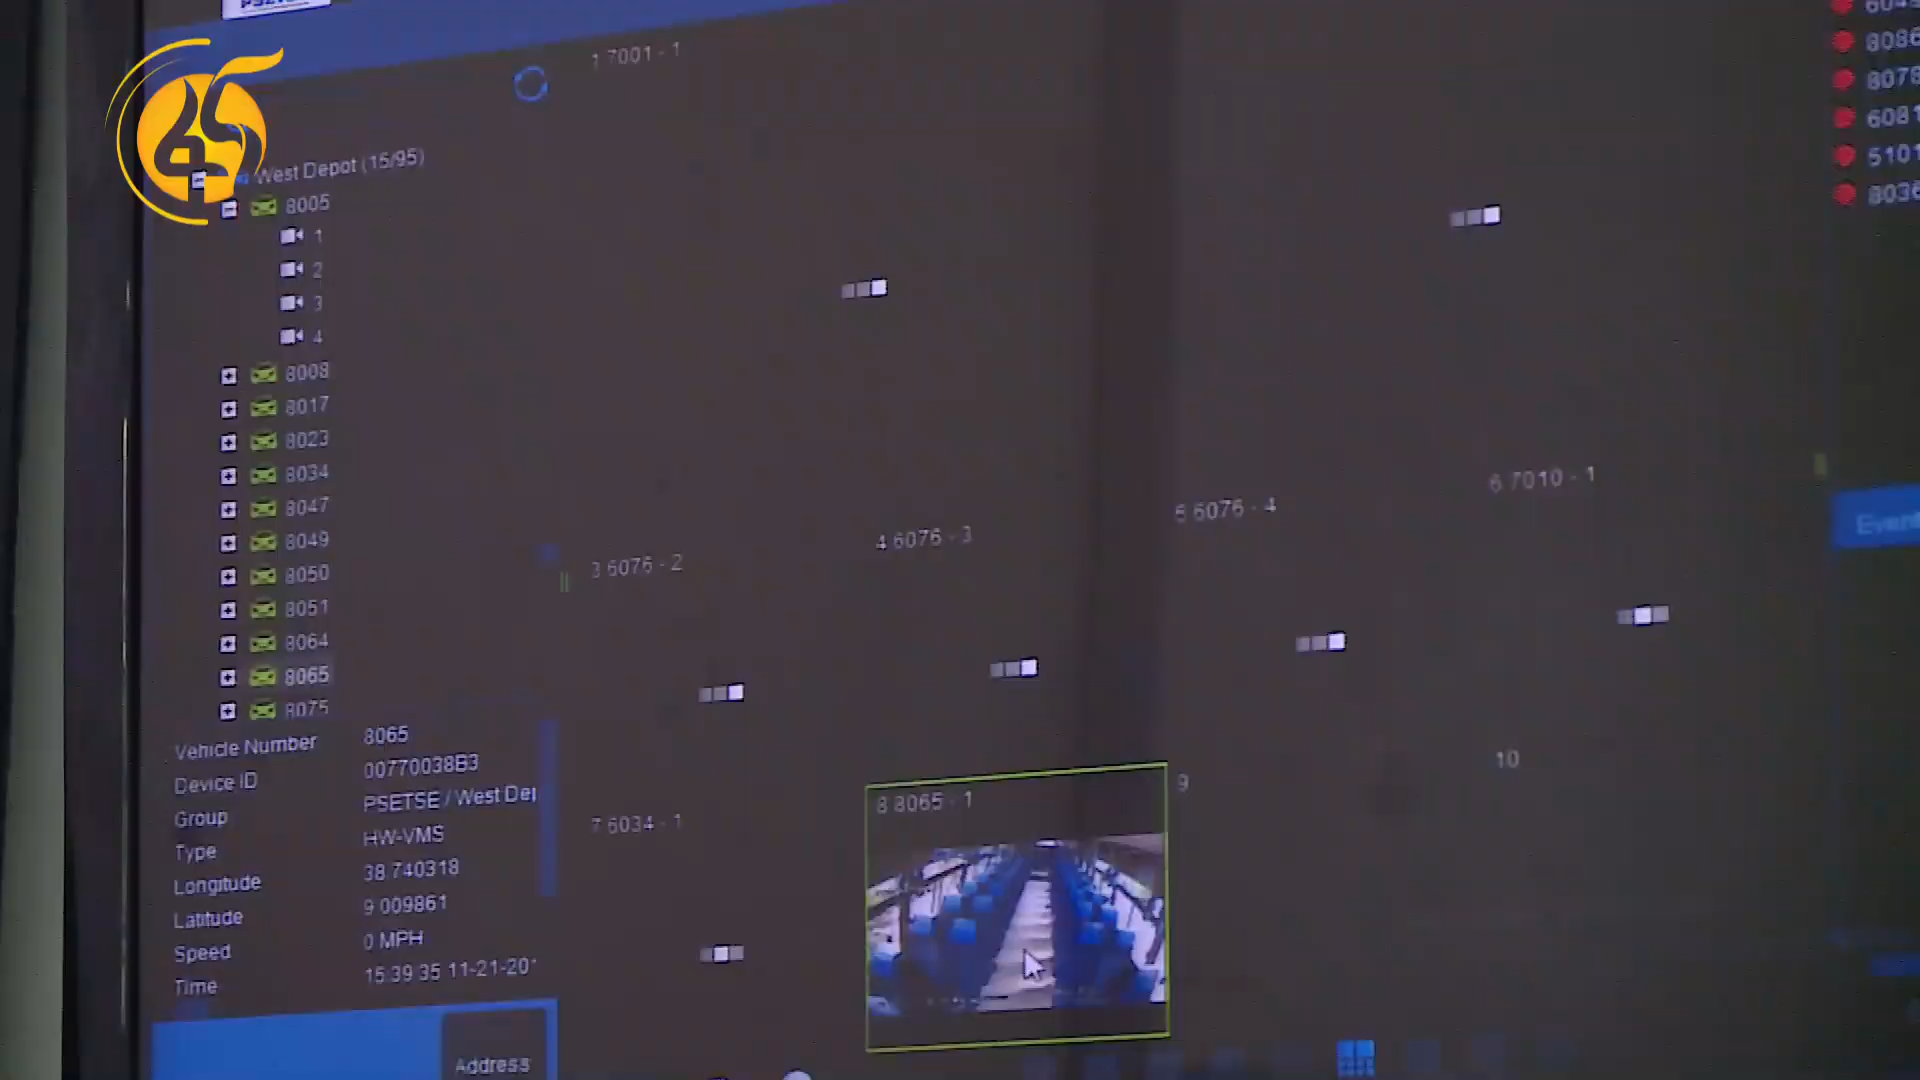 1 7001 - 1
West Depot (15/95)
8005
1
2
3
4
8008
8017
8023
8034
8047
8049
8050
8051
8064
8065
8075
Vehicle Number 8065
Device ID 00770038B3
Group PSETSE / West Dep
Type HW-VMS
Longitude 38.740318
Latitude 9.009861
Speed 0 MPH
Time 15:39:35 11-21-201
Address
3 6076 - 2
4 6076 - 3
5 6076 - 4
6 7010 - 1
7 6034 - 1
8 8065 - 1
9
10
8086
8078
6081
5101
8036
Event